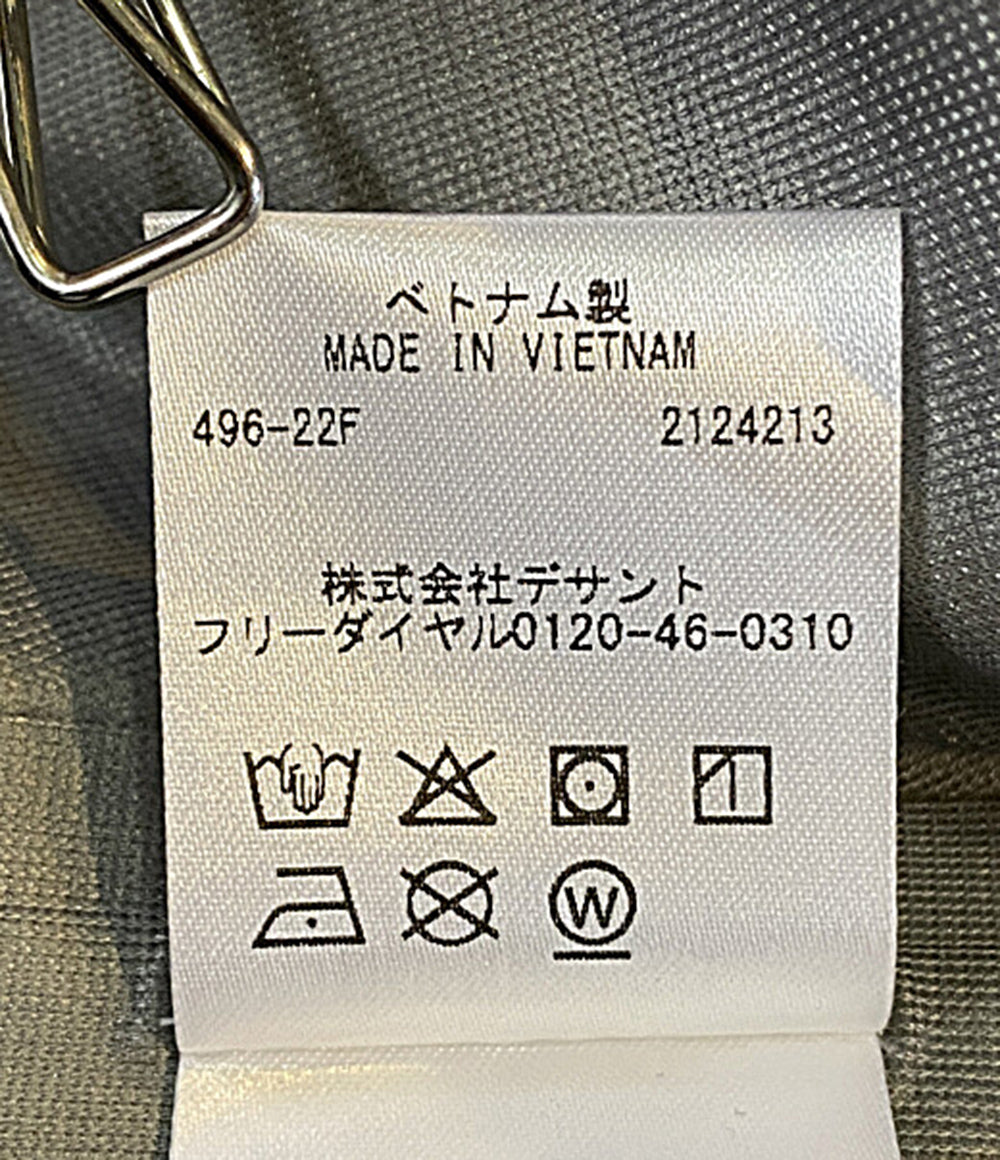 ベトナム製
MADE IN VIETNAM
496-22F 2124213
株式会社デサント
フリーダイヤル0120-46-0310
W